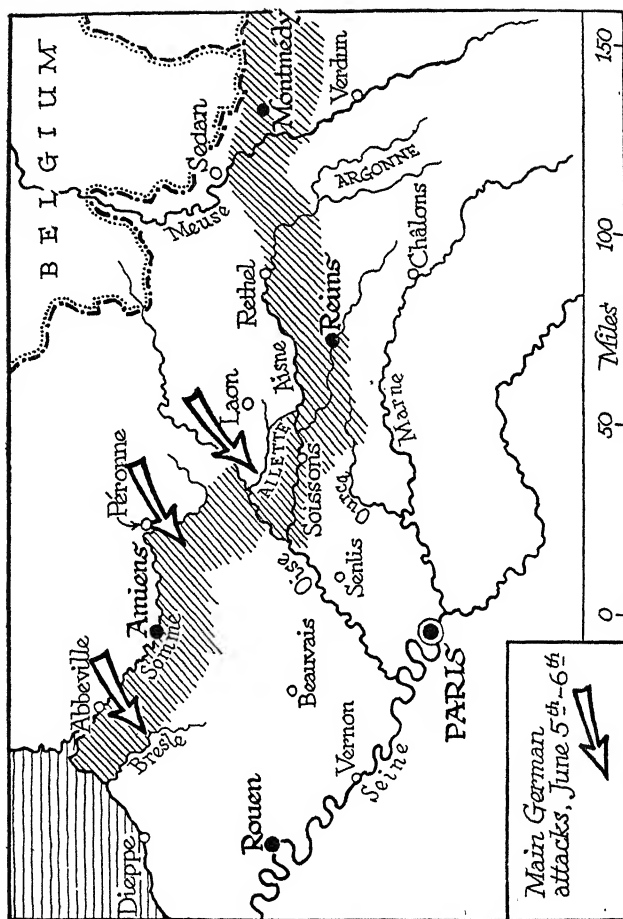 BELGIUM
Sedan
Meuse
Montmédy
Verdun
ARGONNE
Rethel
Aisne
Reims
Châlons
Laon
AILETTE
Soissons
Ourcq
Marne
Péronne
Amiens
Somme
Abbeville
Bresle
Dieppe
Oise
Senlis
Beauvais
Vernon
Seine
Rouen
PARIS
Main German
attacks, June 5th-6th
0 50 100 150
Miles